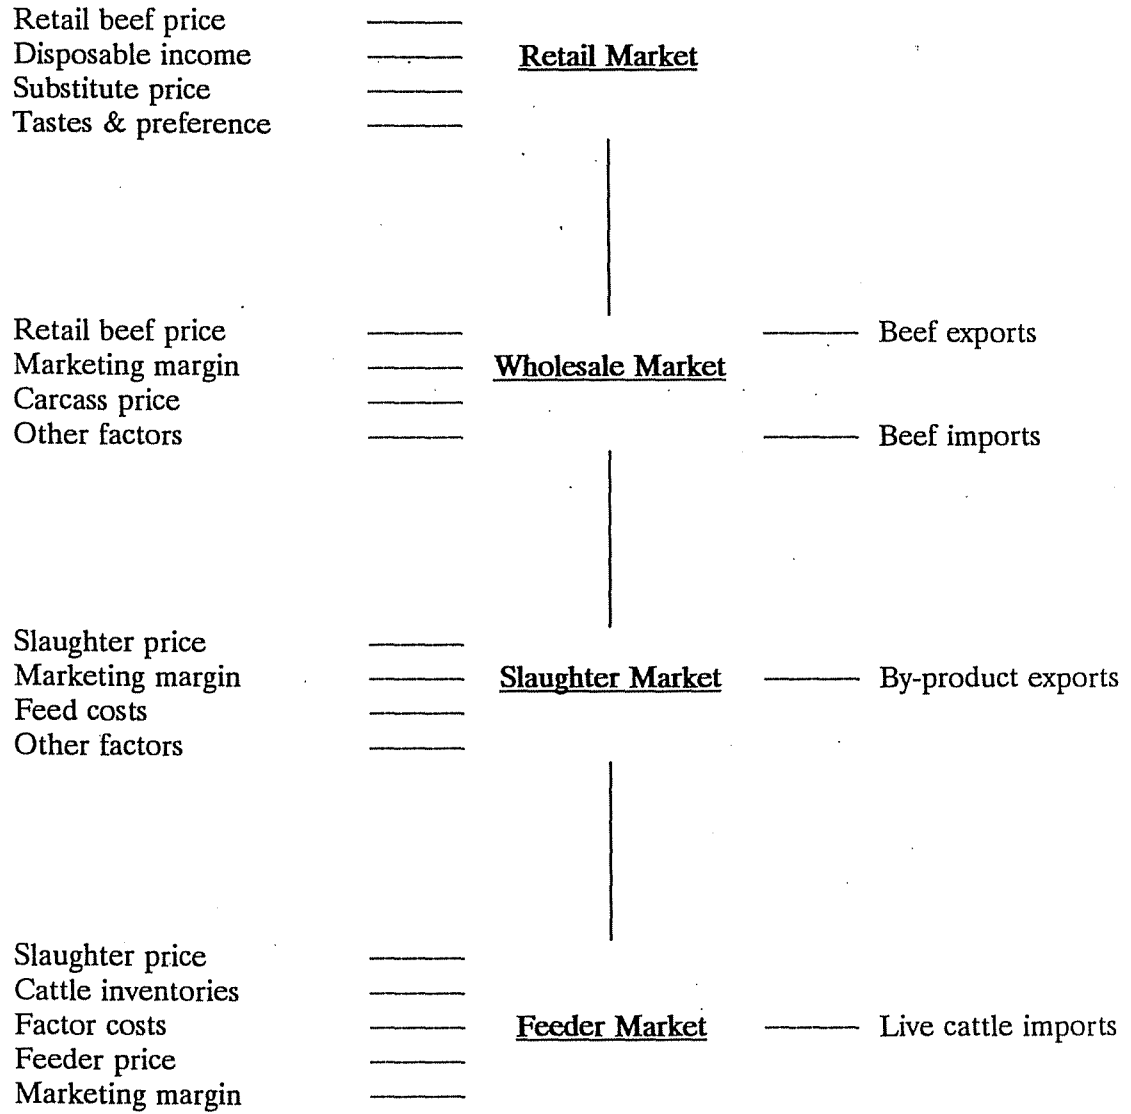 Retail beef price
Disposable income
Retail Market
Substitute price
Tastes & preference
Retail beef price
Beef exports
Marketing margin
Wholesale Market
Carcass price
Other factors
Beef imports
Slaughter price
Marketing margin
Slaughter Market
By-product exports
Feed costs
Other factors
Slaughter price
Cattle inventories
Factor costs
Feeder Market
Live cattle imports
Feeder price
Marketing margin